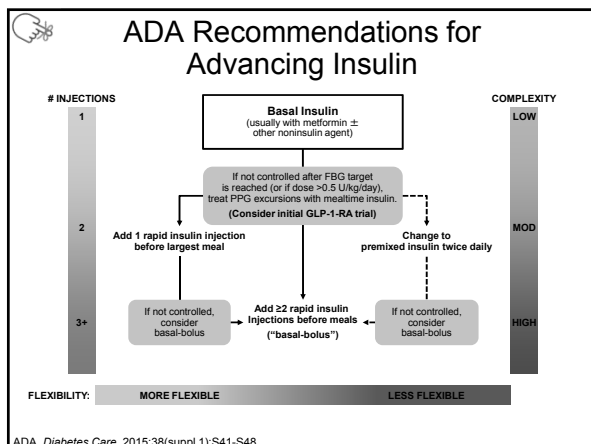 ADA Recommendations for
Advancing Insulin
# INJECTIONS
COMPLEXITY
1
Basal Insulin
(usually with metformin ±
other noninsulin agent)
LOW
If not controlled after FBG target
is reached (or if dose >0.5 U/kg/day),
treat PPG excursions with mealtime insulin.
(Consider initial GLP-1-RA trial)
2
Add 1 rapid insulin injection
before largest meal
Change to
premixed insulin twice daily
MOD
3+
If not controlled,
consider
basal-bolus
Add ≥2 rapid insulin
Injections before meals
("basal-bolus")
If not controlled,
consider
basal-bolus
HIGH
FLEXIBILITY:
MORE FLEXIBLE
LESS FLEXIBLE
ADA. Diabetes Care. 2015;38(suppl 1):S41-S48.